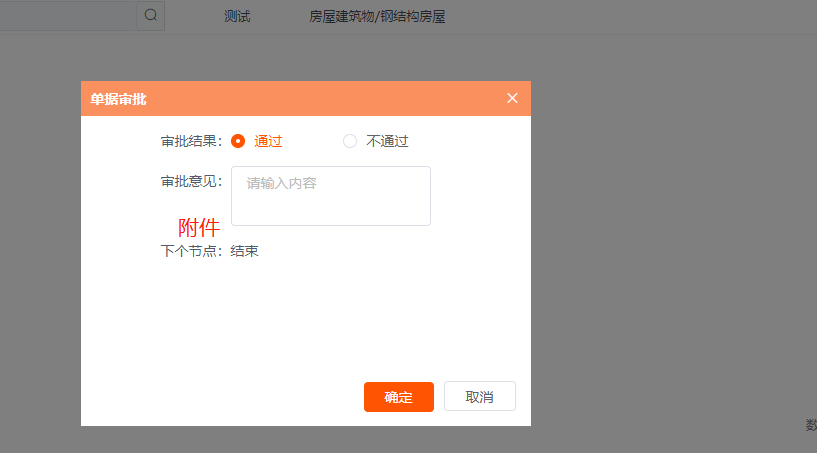 测试 房屋建筑物/钢结构房屋
单据审批
审批结果: 通过 不通过
审批意见: 请输入内容
附件
下个节点: 结束
确定 取消
数